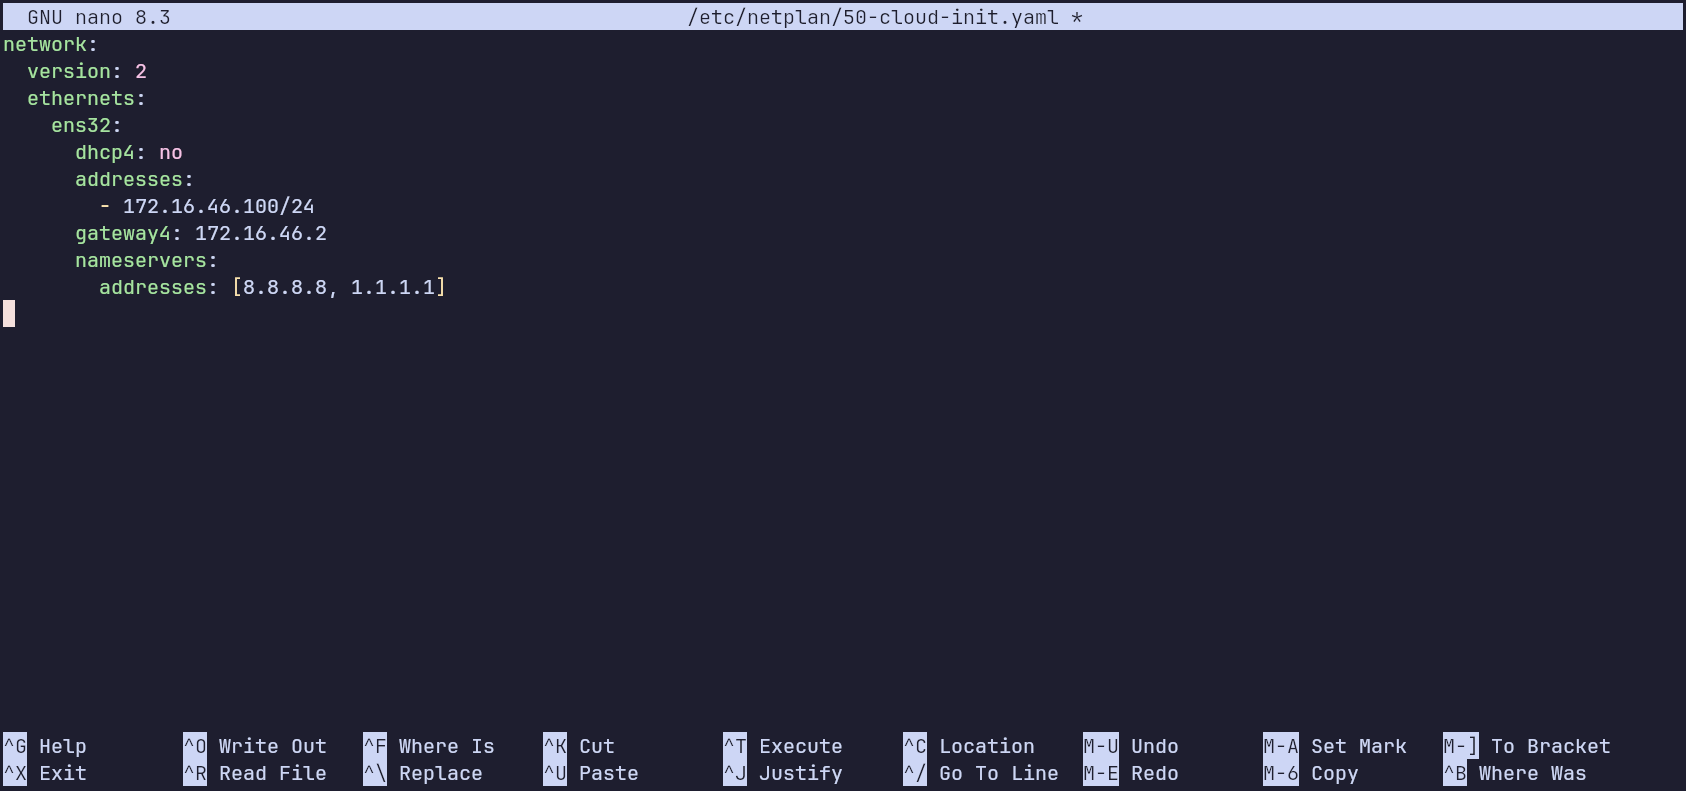 GNU nano 8.3 /etc/netplan/50-cloud-init.yaml *
network:
  version: 2
  ethernets:
    ens32:
      dhcp4: no
      addresses:
        - 172.16.46.100/24
      gateway4: 172.16.46.2
      nameservers:
        addresses: [8.8.8.8, 1.1.1.1]
^G Help ^O Write Out ^F Where Is ^K Cut ^T Execute ^C Location M-U Undo M-A Set Mark M-] To Bracket
^X Exit ^R Read File ^\ Replace ^U Paste ^J Justify ^/ Go To Line M-E Redo M-6 Copy ^B Where Was